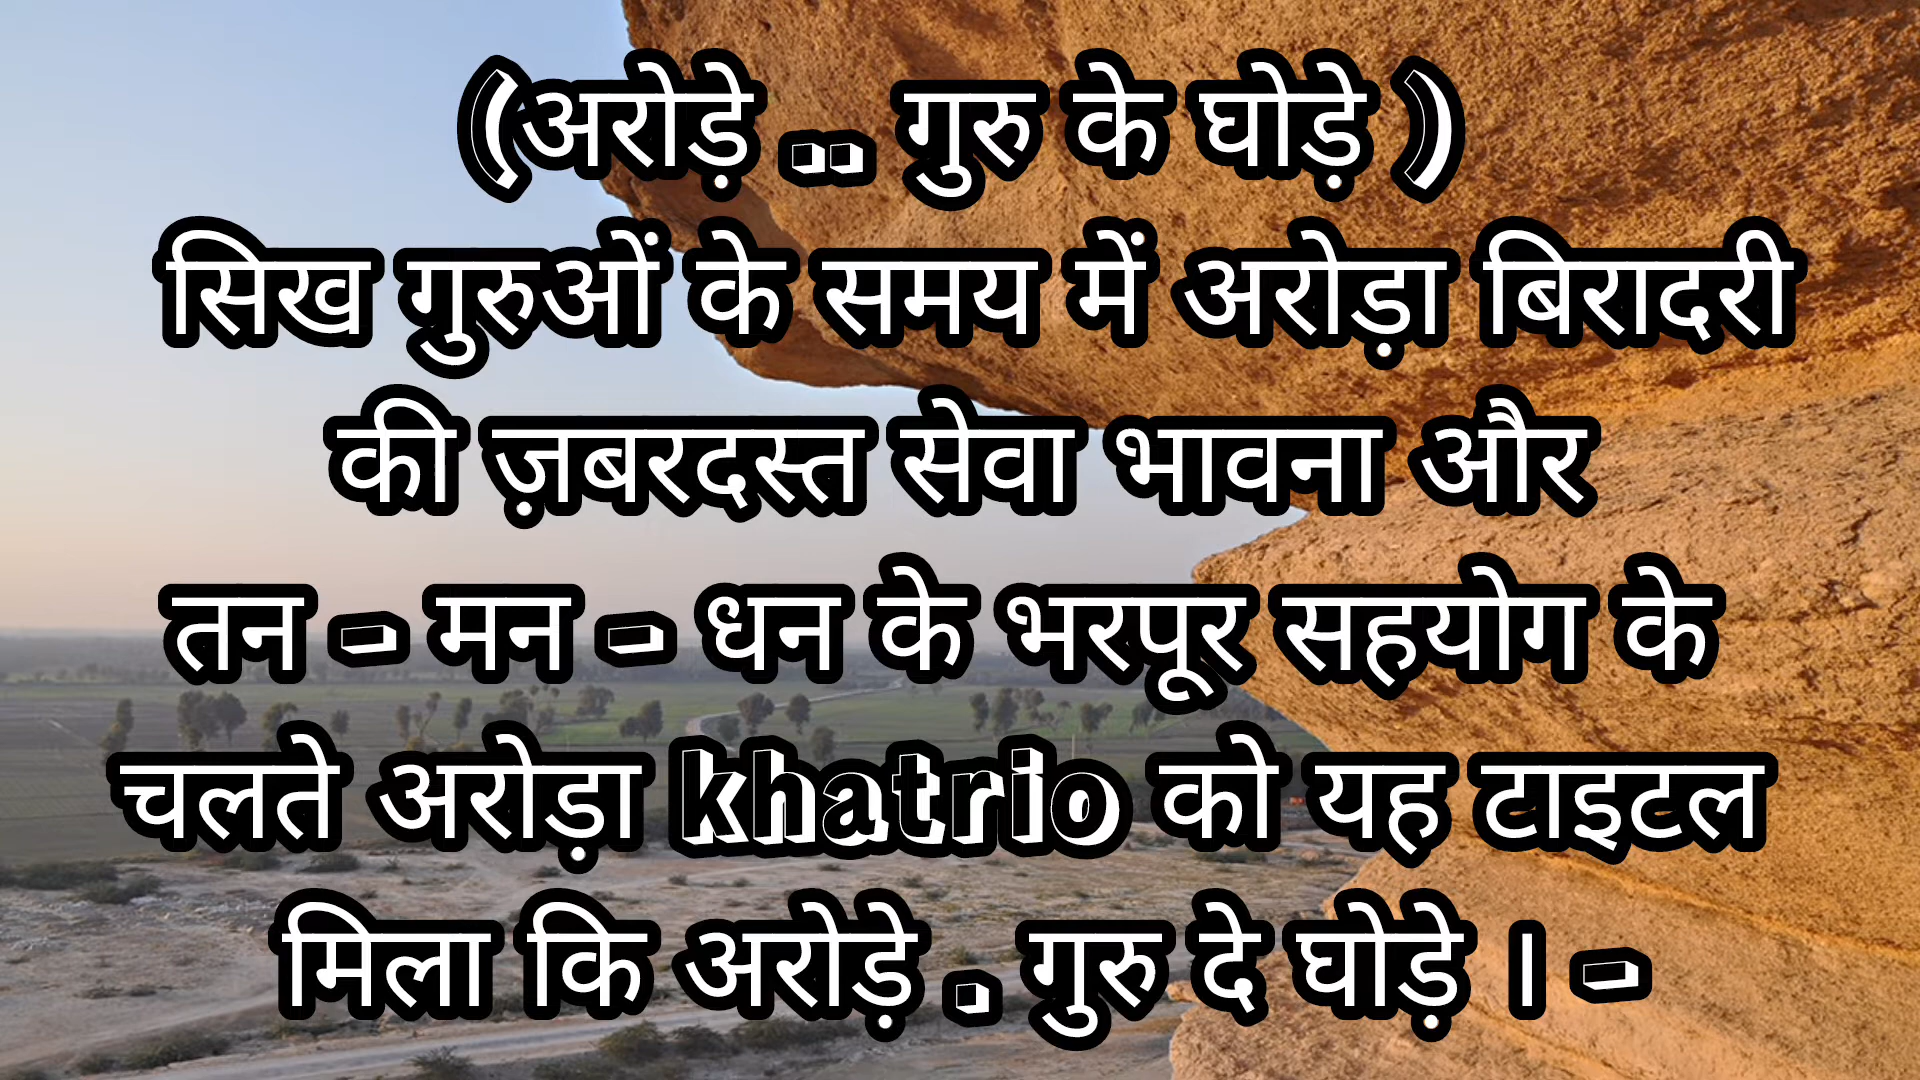 (अरोड़े .. गुरु के घोड़े )
सिख गुरुओं के समय में अरोड़ा बिरादरी
की ज़बरदस्त सेवा भावना और
तन - मन - धन के भरपूर सहयोग के
चलते अरोड़ा khatrio को यह टाइटल
मिला कि अरोड़े . गुरु दे घोड़े । -